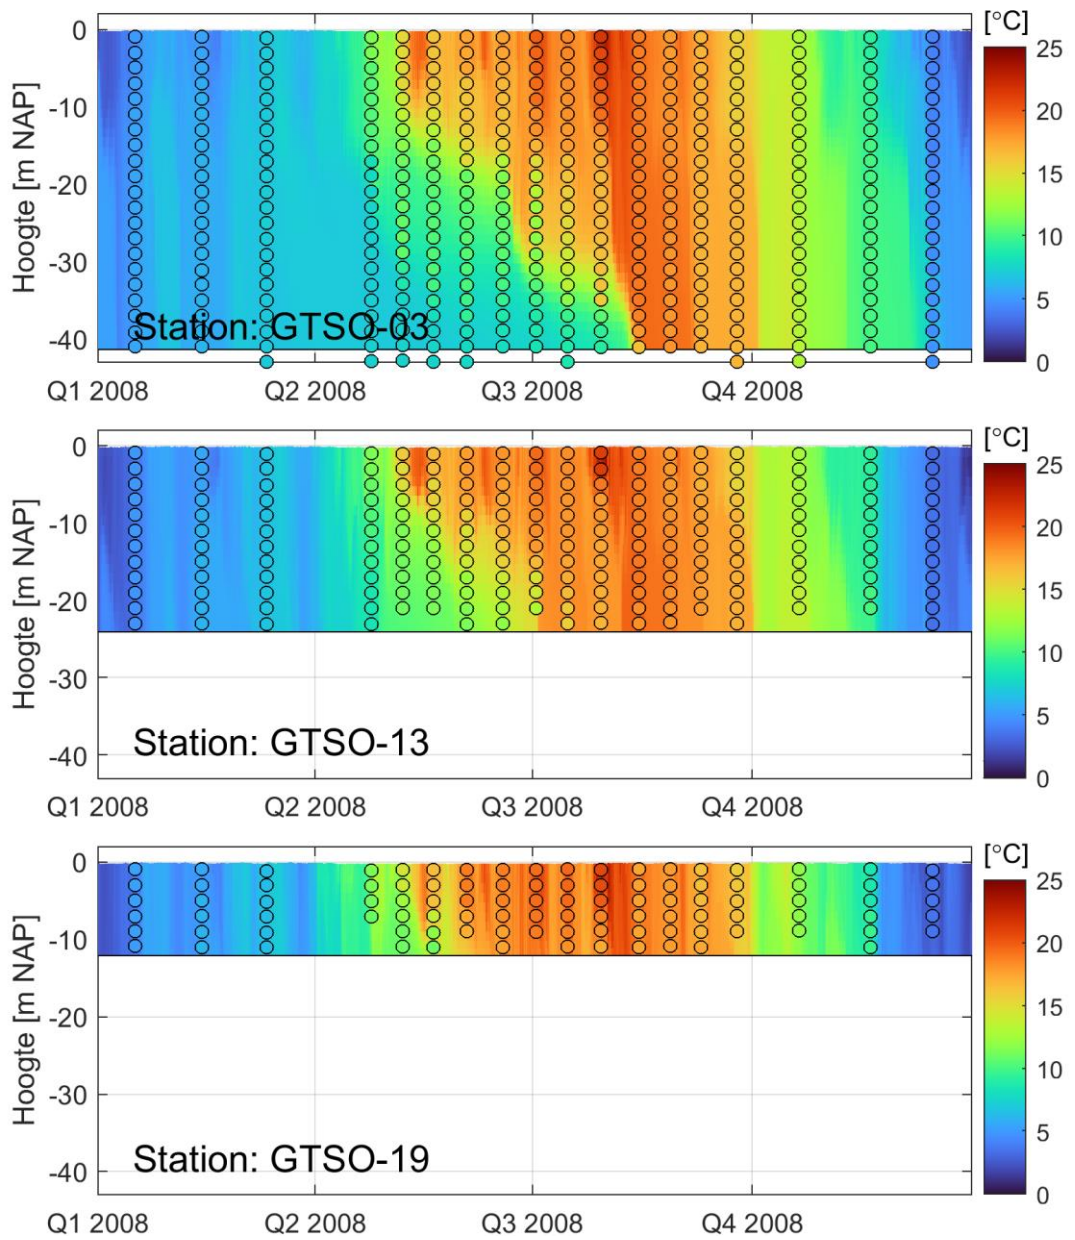 [°C]
0
-10
-20
-30
-40
Hoogte [m NAP]
Station: GTSO-03
Q1 2008
Q2 2008
Q3 2008
Q4 2008
25
20
15
10
5
0
[°C]
0
-10
-20
-30
-40
Hoogte [m NAP]
Station: GTSO-13
Q1 2008
Q2 2008
Q3 2008
Q4 2008
25
20
15
10
5
0
[°C]
0
-10
-20
-30
-40
Hoogte [m NAP]
Station: GTSO-19
Q1 2008
Q2 2008
Q3 2008
Q4 2008
25
20
15
10
5
0